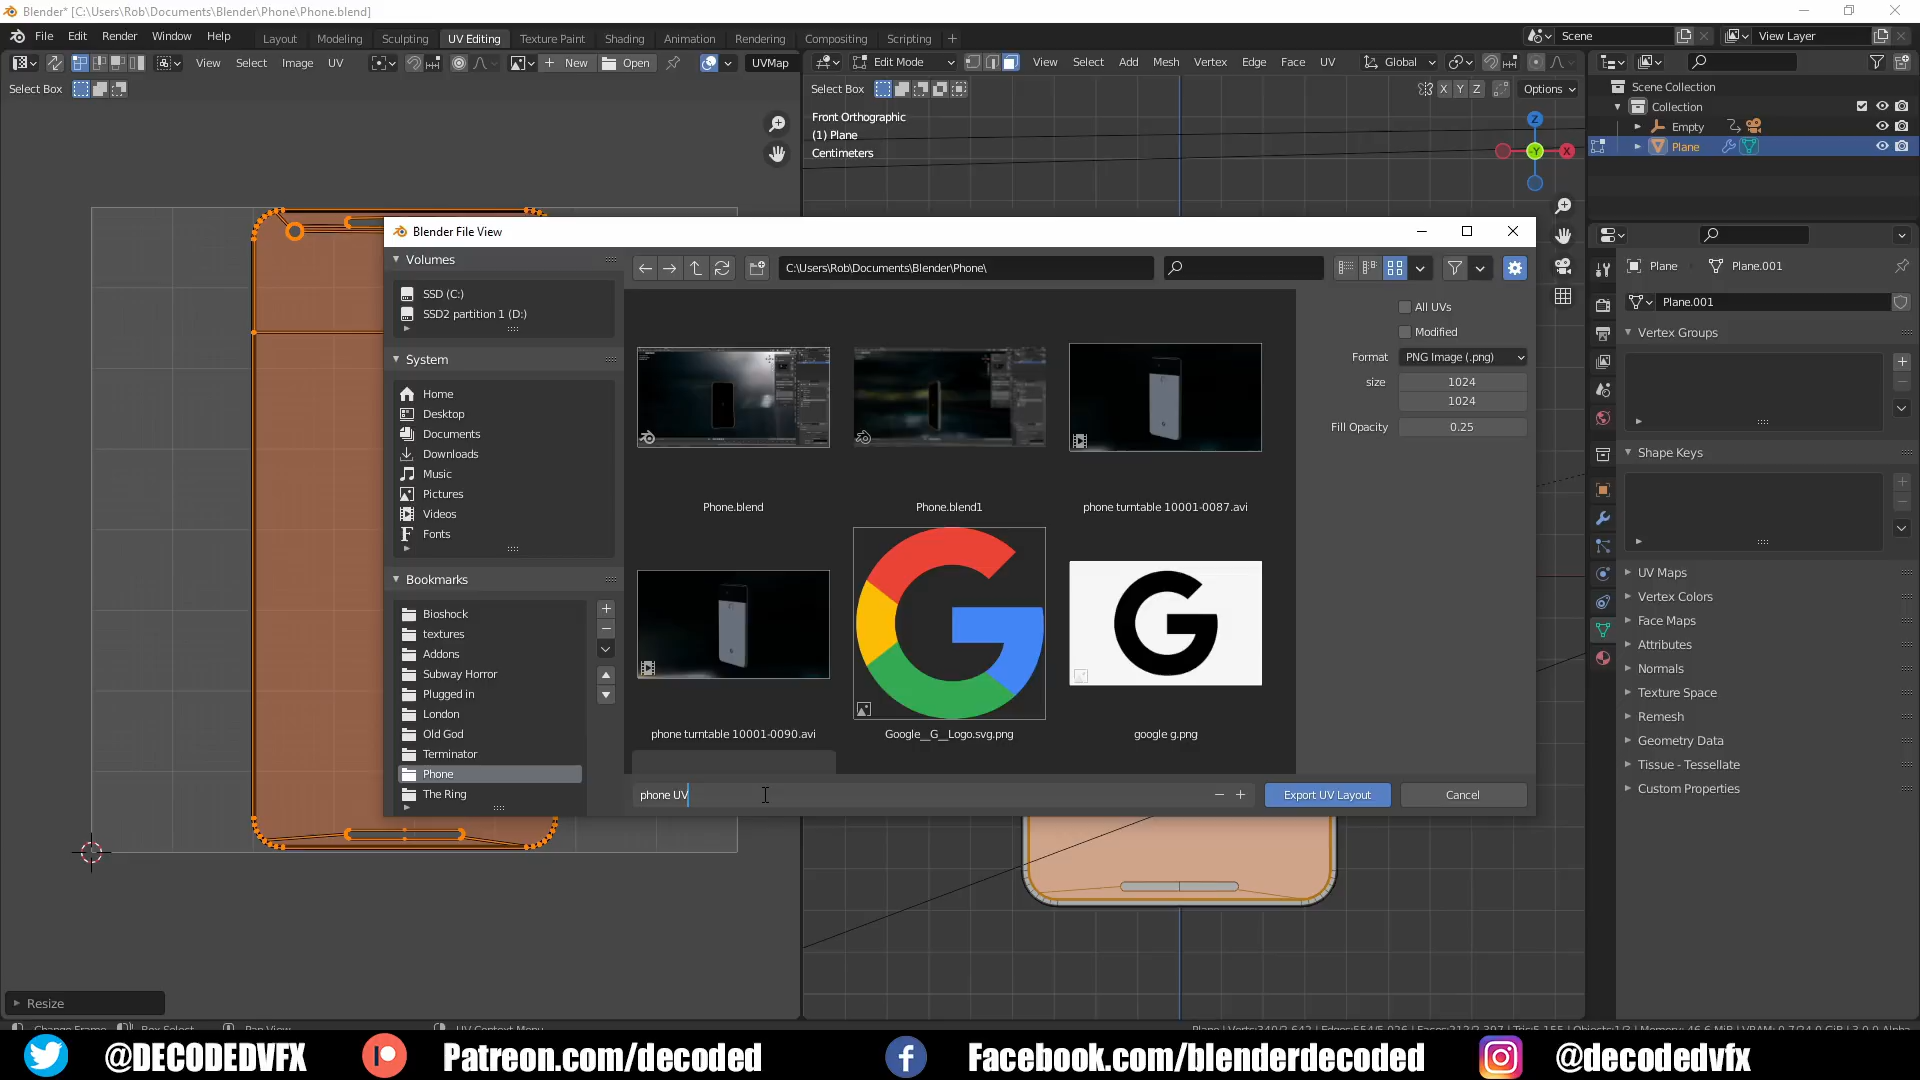 Blender* [C:\Users\Rob\Documents\Blender\Phone\Phone.blend]
File Edit Render Window Help Layout Modeling Sculpting UV Editing Texture Paint Shading Animation Rendering Compositing Scripting + Scene View Layer
View Select Image UV New Open UVMap Edit Mode View Select Add Mesh Vertex Edge Face UV Global
Select Box Select Box X Y Z Options
Front Orthographic
(1) Plane
Centimeters
Z
Y
X
Scene Collection
Collection
Empty
Plane
Blender File View
Volumes
SSD (C:)
SSD2 partition 1 (D:)
System
Home
Desktop
Documents
Downloads
Music
Pictures
Videos
Fonts
Bookmarks
Bioshock
textures
Addons
Subway Horror
Plugged in
London
Old God
Terminator
Phone
The Ring
C:\Users\Rob\Documents\Blender\Phone\
Phone.blend
Phone.blend1
phone turntable 10001-0087.avi
phone turntable 10001-0090.avi
Google__G__Logo.svg.png
google g.png
All UVs
Modified
Format PNG Image (.png)
size 1024
1024
Fill Opacity 0.25
phone UV
Export UV Layout
Cancel
Plane Plane.001
Plane.001
Vertex Groups
Shape Keys
UV Maps
Vertex Colors
Face Maps
Attributes
Normals
Texture Space
Remesh
Geometry Data
Tissue - Tessellate
Custom Properties
Resize
@DECODEDVFX
Patreon.com/decoded
Facebook.com/blenderdecoded
@decodedvfx